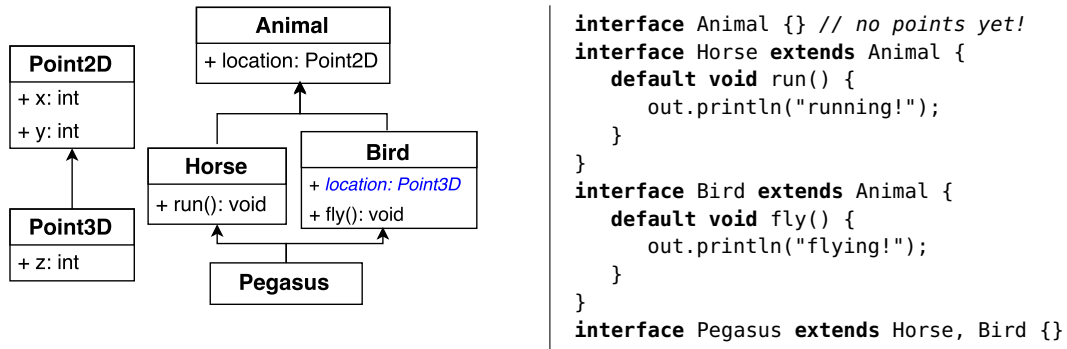 Point2D
+ x: int
+ y: int
Point3D
+ z: int
Animal
+ location: Point2D
Horse
+ run(): void
Bird
+ location: Point3D
+ fly(): void
Pegasus
interface Animal {} // no points yet!
interface Horse extends Animal {
   default void run() {
      out.println("running!");
   }
}
interface Bird extends Animal {
   default void fly() {
      out.println("flying!");
   }
}
interface Pegasus extends Horse, Bird {}